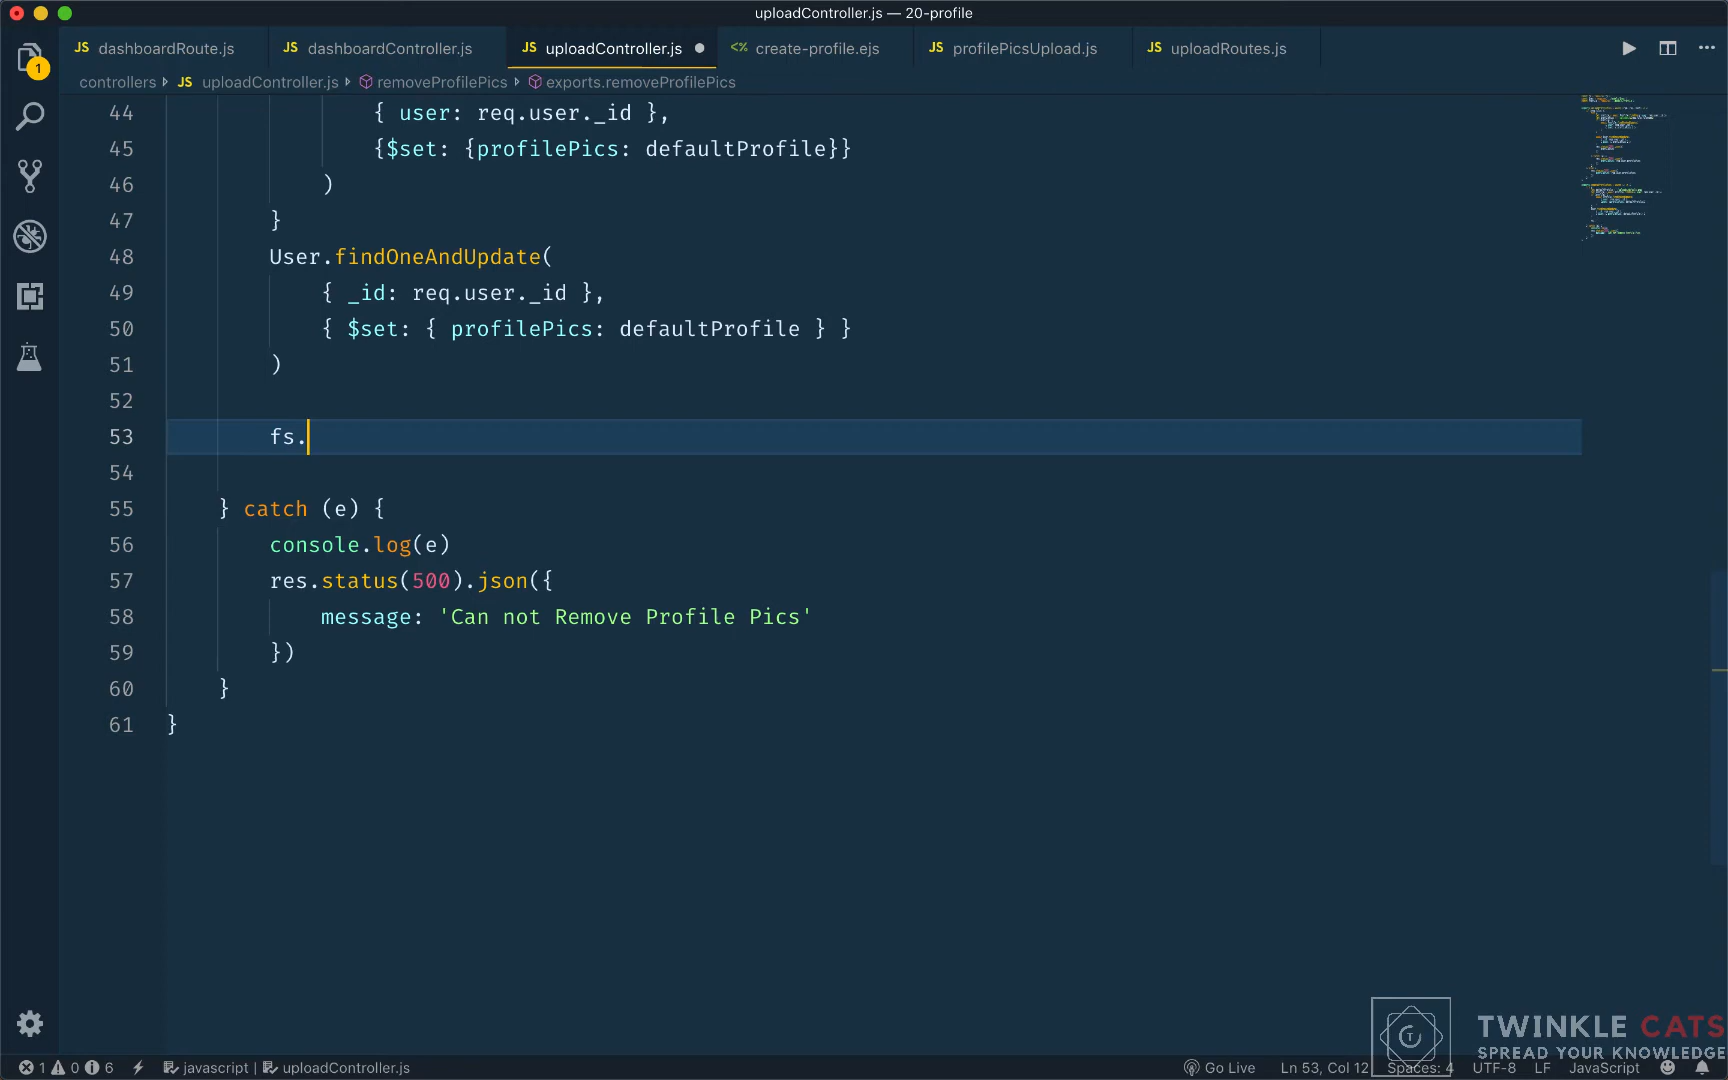 uploadController.js — 20-profile
JS dashboardRoute.js JS dashboardController.js JS uploadController.js <% create-profile.ejs JS profilePicsUpload.js JS uploadRoutes.js
1
controllers JS uploadController.js removeProfilePics exports.removeProfilePics
44 { user: req.user._id },
45 {$set: {profilePics: defaultProfile}}
46 )
47 }
48 User.findOneAndUpdate(
49 { _id: req.user._id },
50 { $set: { profilePics: defaultProfile } }
51 )
52
53 fs.
54
55 } catch (e) {
56 console.log(e)
57 res.status(500).json({
58 message: 'Can not Remove Profile Pics'
59 })
60 }
61 }
TWINKLE CATS
SPREAD YOUR KNOWLEDGE
1 0 6 javascript | uploadController.js Go Live Ln 53, Col 12 Spaces: 4 UTF-8 LF JavaScript